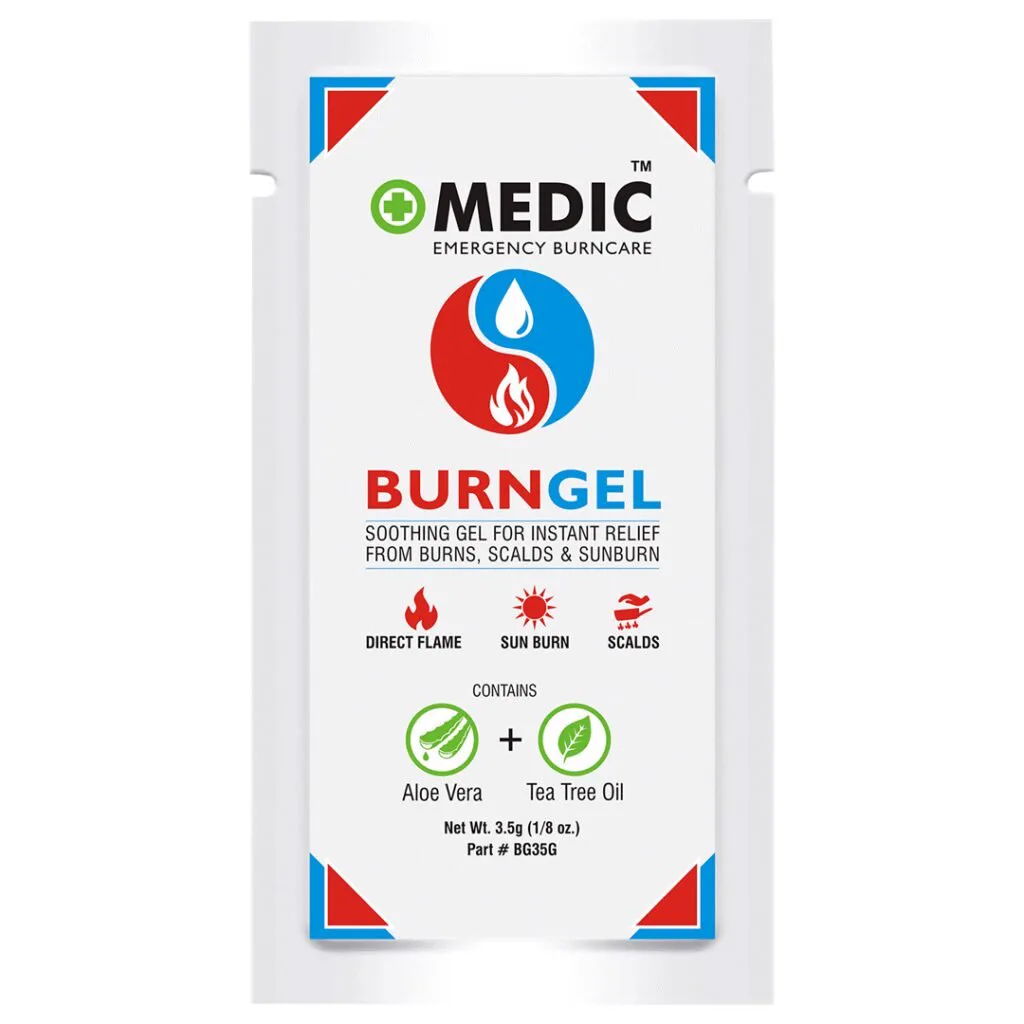 TM
MEDIC
EMERGENCY BURNCARE
BURNGEL
SOOTHING GEL FOR INSTANT RELIEF
FROM BURNS, SCALDS & SUNBURN
DIRECT FLAME SUN BURN SCALDS
CONTAINS
+
Aloe Vera Tea Tree Oil
Net Wt. 3.5g (1/8 oz.)
Part # BG35G